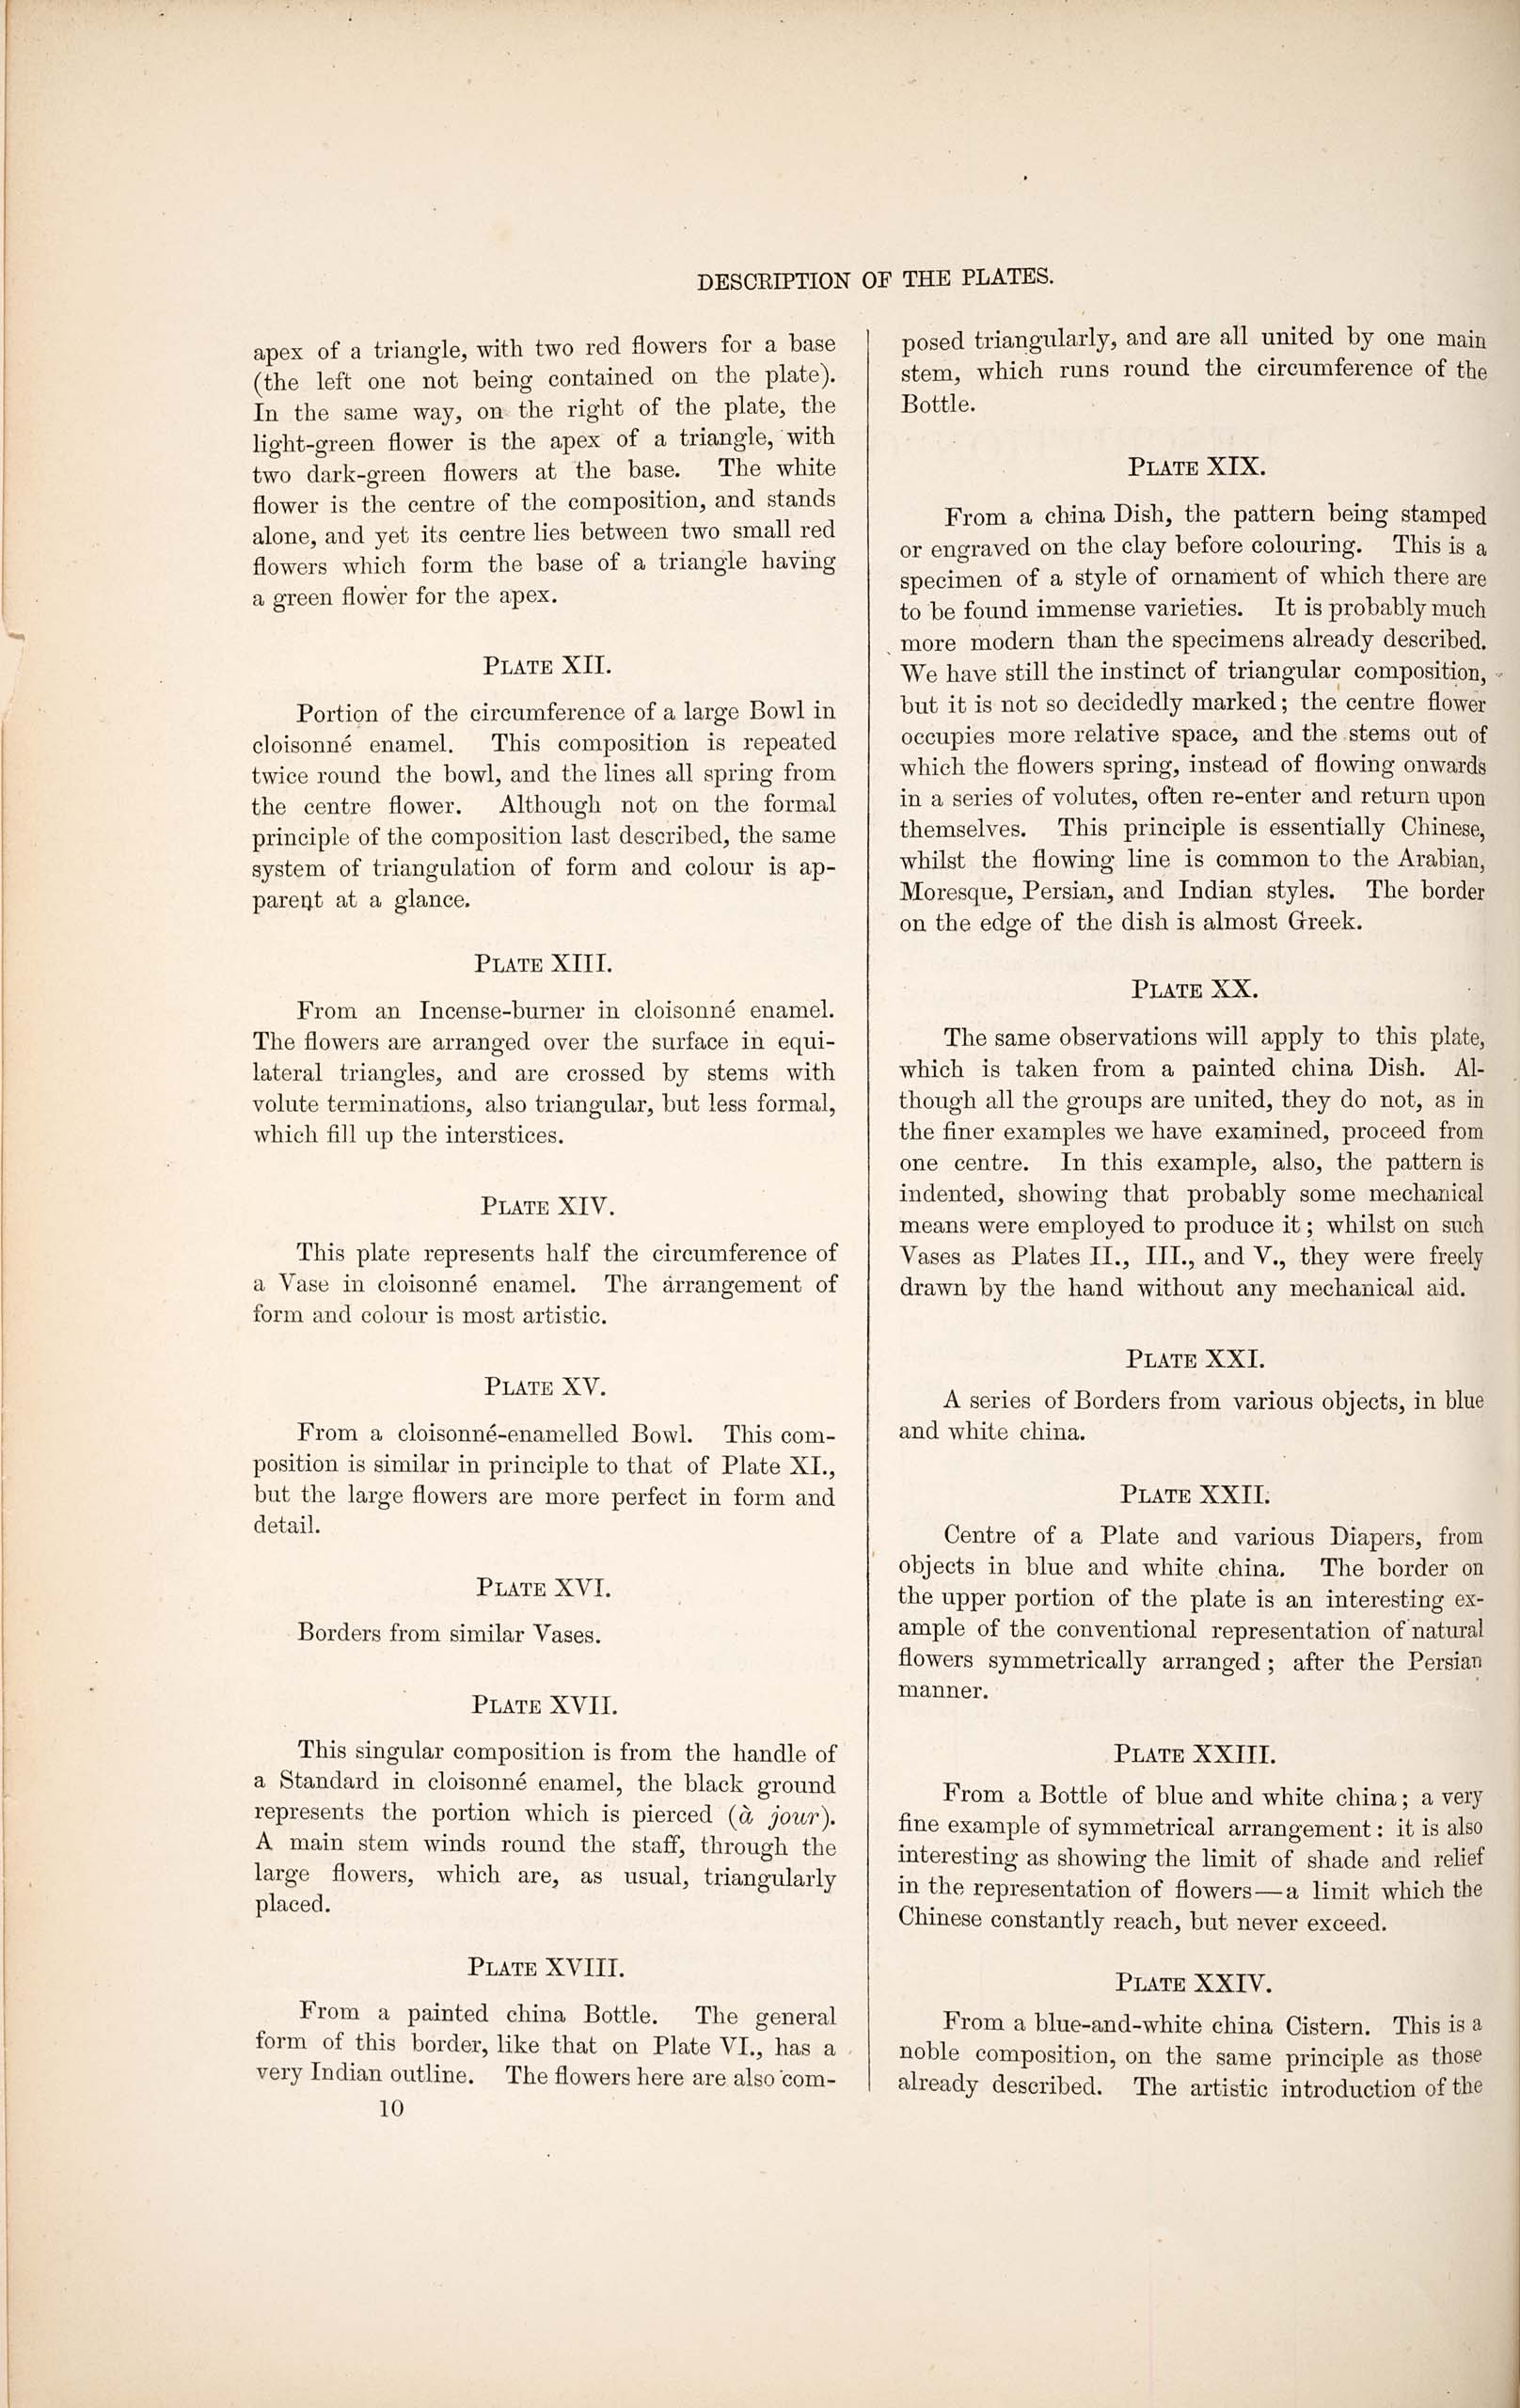 DESCRIPTION OF THE PLATES.
apex of a triangle, with two red flowers for a base
(the left one not being contained on the plate).
In the same way, on the right of the plate, the
light-green flower is the apex of a triangle, with
two dark-green flowers at the base. The white
flower is the centre of the composition, and stands
alone, and yet its centre lies between two small red
flowers which form the base of a triangle having
a green flower for the apex.
PLATE XII.
Portion of the circumference of a large Bowl in
cloisonné enamel. This composition is repeated
twice round the bowl, and the lines all spring from
the centre flower. Although not on the formal
principle of the composition last described, the same
system of triangulation of form and colour is ap-
parent at a glance.
PLATE XIII.
From an Incense-burner in cloisonné enamel.
The flowers are arranged over the surface in equi-
lateral triangles, and are crossed by stems with
volute terminations, also triangular, but less formal,
which fill up the interstices.
PLATE XIV.
This plate represents half the circumference of
a Vase in cloisonné enamel. The arrangement of
form and colour is most artistic.
PLATE XV.
From a cloisonné-enamelled Bowl. This com-
position is similar in principle to that of Plate XI.,
but the large flowers are more perfect in form and
detail.
PLATE XVI.
Borders from similar Vases.
PLATE XVII.
This singular composition is from the handle of
a Standard in cloisonné enamel, the black ground
represents the portion which is pierced (à jour).
A main stem winds round the staff, through the
large flowers, which are, as usual, triangularly
placed.
PLATE XVIII.
From a painted china Bottle. The general
form of this border, like that on Plate VI., has a
very Indian outline. The flowers here are also com-
10
posed triangularly, and are all united by one main
stem, which runs round the circumference of the
Bottle.
PLATE XIX.
From a china Dish, the pattern being stamped
or engraved on the clay before colouring. This is a
specimen of a style of ornament of which there are
to be found immense varieties. It is probably much
more modern than the specimens already described.
We have still the instinct of triangular composition,
but it is not so decidedly marked; the centre flower
occupies more relative space, and the stems out of
which the flowers spring, instead of flowing onwards
in a series of volutes, often re-enter and return upon
themselves. This principle is essentially Chinese,
whilst the flowing line is common to the Arabian,
Moresque, Persian, and Indian styles. The border
on the edge of the dish is almost Greek.
PLATE XX.
The same observations will apply to this plate,
which is taken from a painted china Dish. Al-
though all the groups are united, they do not, as in
the finer examples we have examined, proceed from
one centre. In this example, also, the pattern is
indented, showing that probably some mechanical
means were employed to produce it; whilst on such
Vases as Plates II., III., and V., they were freely
drawn by the hand without any mechanical aid.
PLATE XXI.
A series of Borders from various objects, in blue
and white china.
PLATE XXII.
Centre of a Plate and various Diapers, from
objects in blue and white china. The border on
the upper portion of the plate is an interesting ex-
ample of the conventional representation of natural
flowers symmetrically arranged; after the Persian
manner.
PLATE XXIII.
From a Bottle of blue and white china; a very
fine example of symmetrical arrangement: it is also
interesting as showing the limit of shade and relief
in the representation of flowers—a limit which the
Chinese constantly reach, but never exceed.
PLATE XXIV.
From a blue-and-white china Cistern. This is a
noble composition, on the same principle as those
already described. The artistic introduction of the